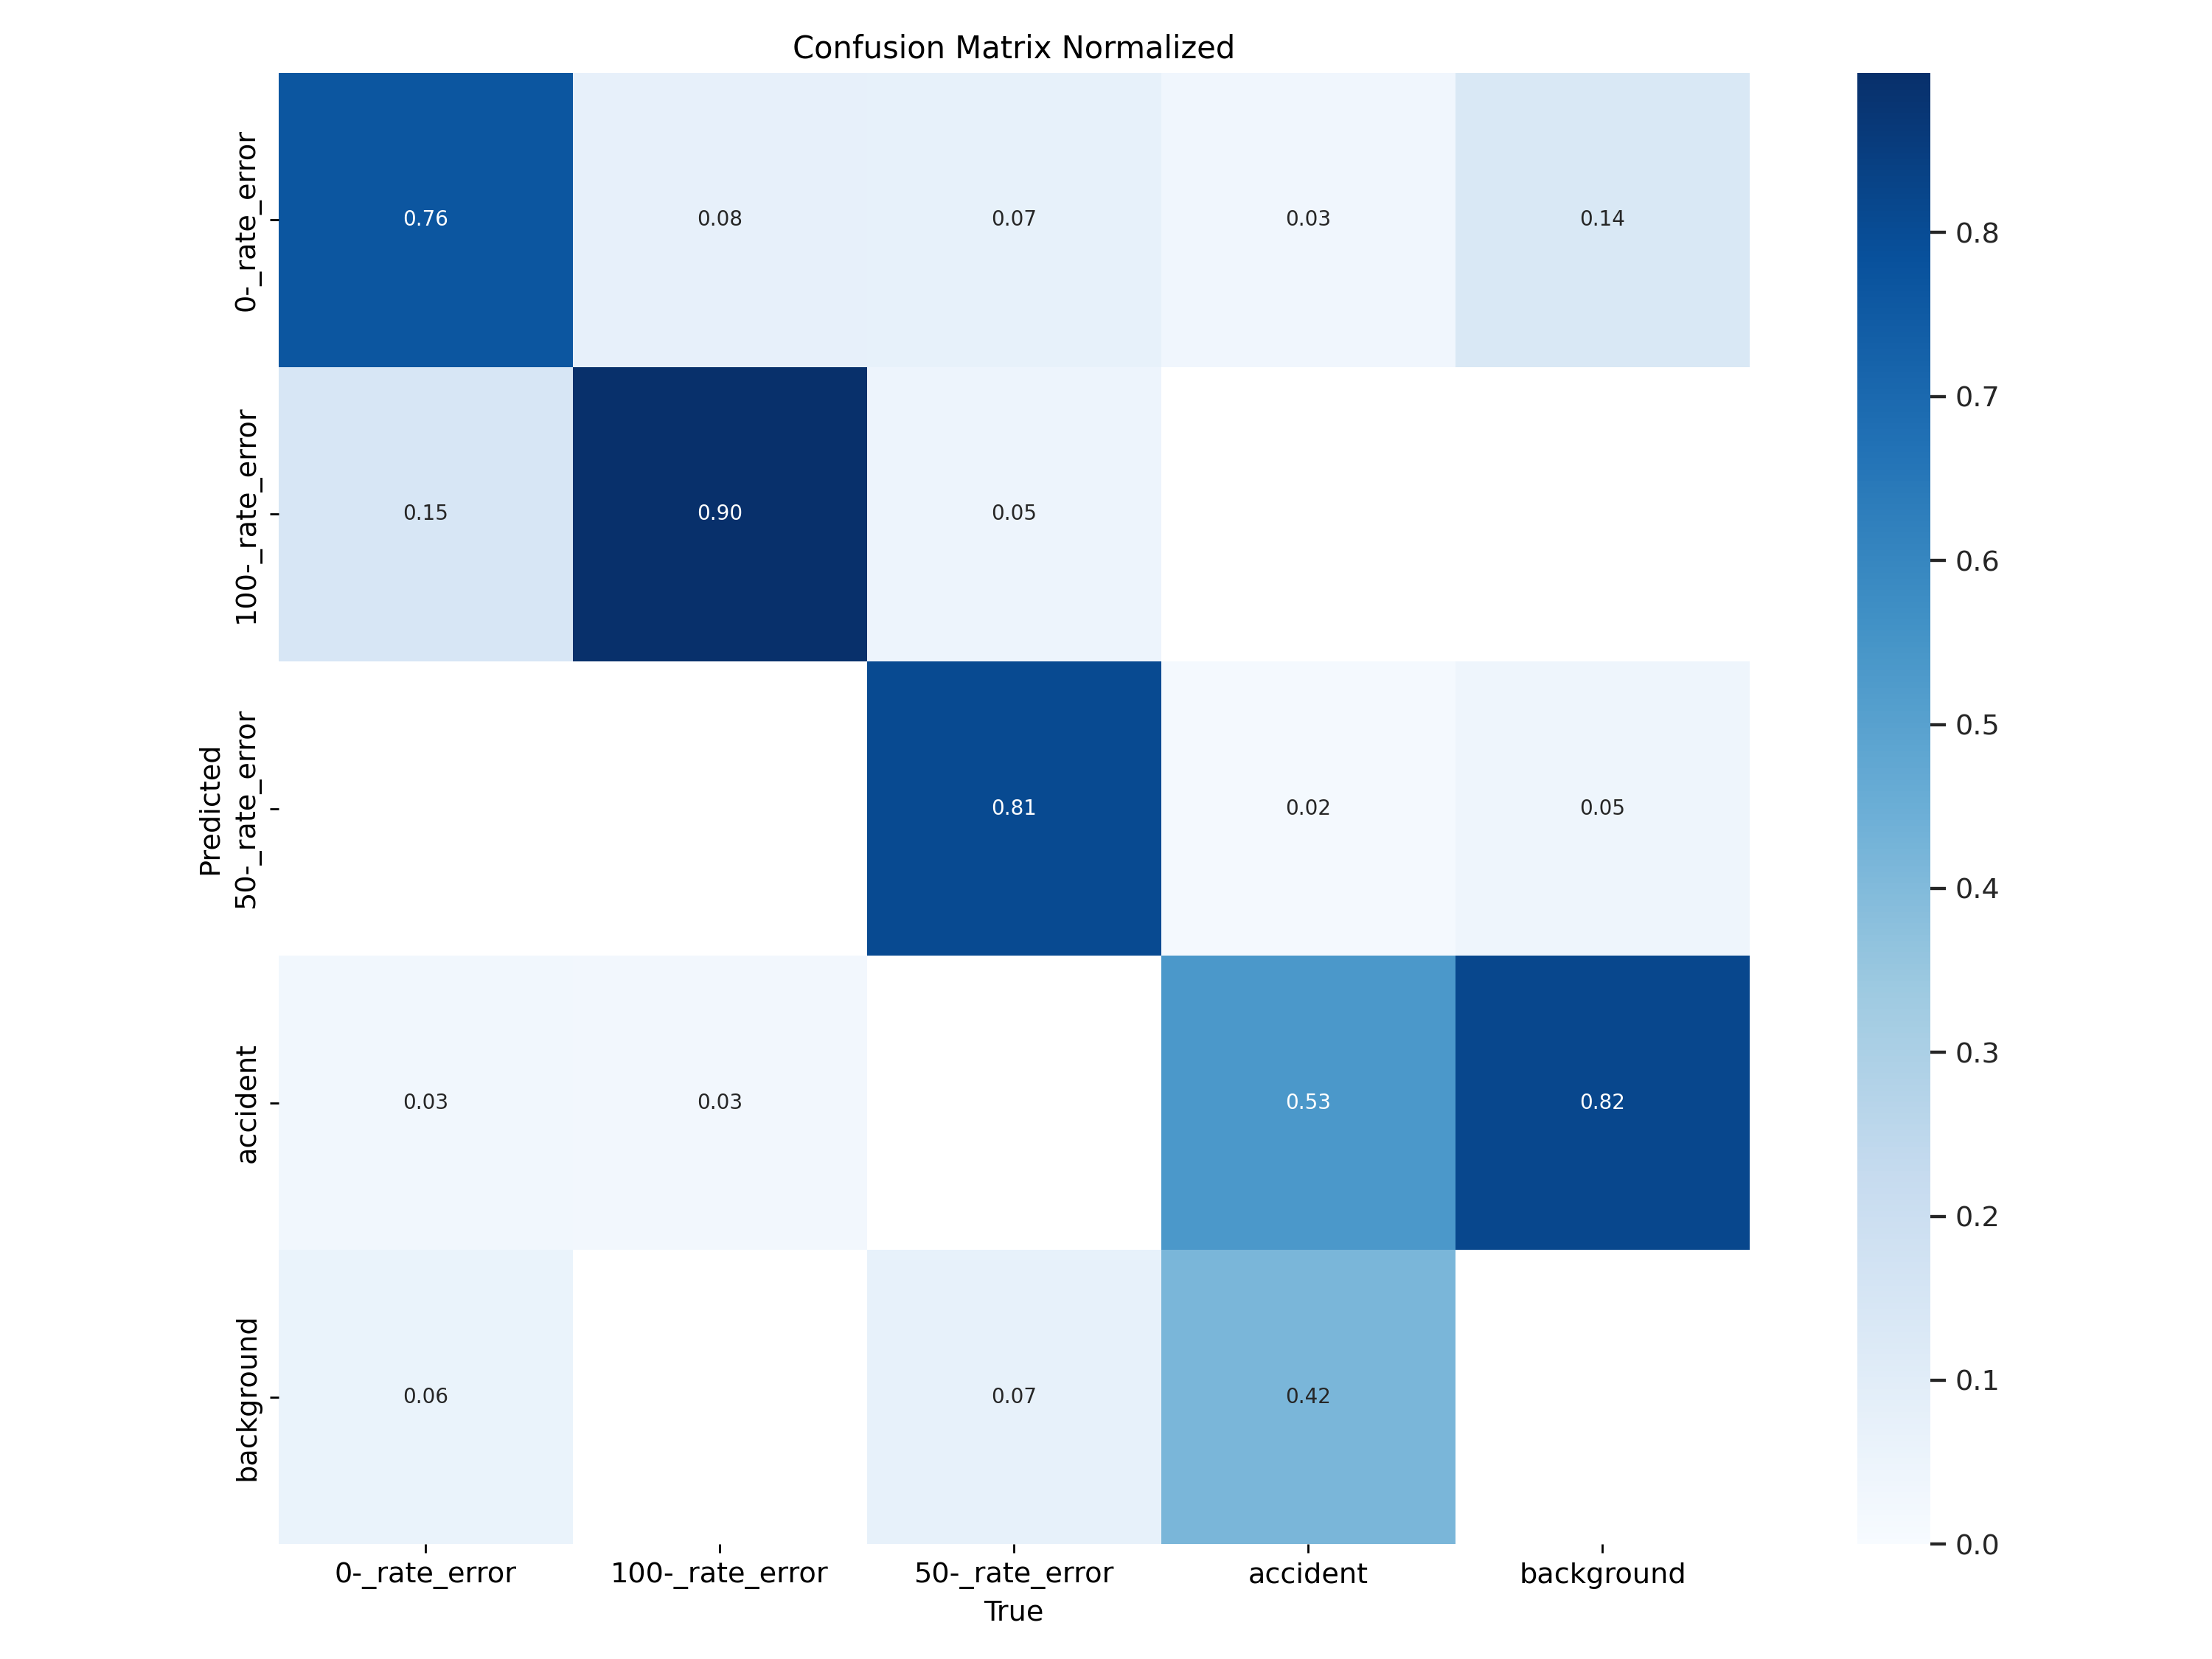 Confusion Matrix Normalized
0-_rate_error
0.76 0.08 0.07 0.03 0.14
100-_rate_error
0.15 0.90 0.05
Predicted
50-_rate_error
0.81 0.02 0.05
accident
0.03 0.03 0.53 0.82
background
0.06 0.07 0.42
0-_rate_error 100-_rate_error 50-_rate_error accident background
True
0.8
0.7
0.6
0.5
0.4
0.3
0.2
0.1
0.0